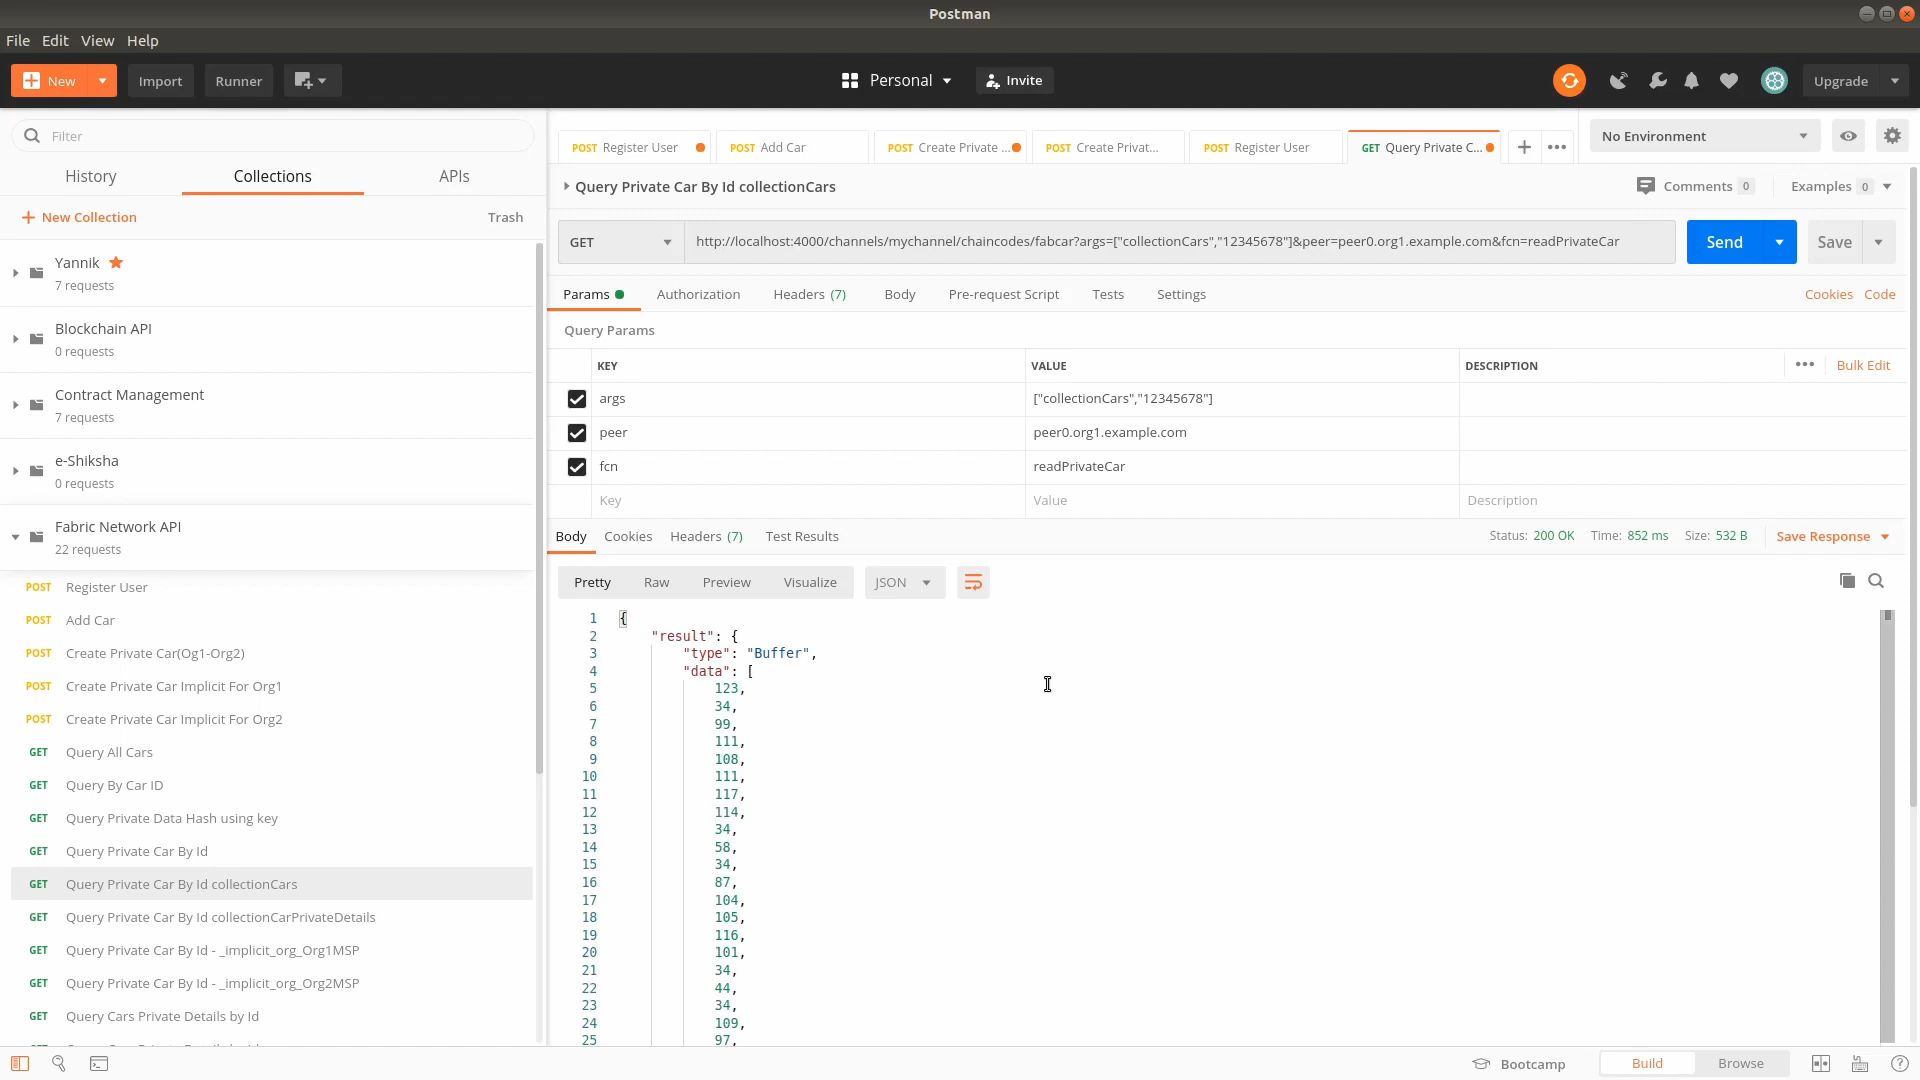 Postman
File Edit View Help
New Import Runner Personal Invite Upgrade
Filter
History Collections APIs
New Collection Trash
Yannik
7 requests
Blockchain API
0 requests
Contract Management
7 requests
e-Shiksha
0 requests
Fabric Network API
22 requests
POST Register User
POST Add Car
POST Create Private Car(Og1-Org2)
POST Create Private Car Implicit For Org1
POST Create Private Car Implicit For Org2
GET Query All Cars
GET Query By Car ID
GET Query Private Data Hash using key
GET Query Private Car By Id
GET Query Private Car By Id collectionCars
GET Query Private Car By Id collectionCarPrivateDetails
GET Query Private Car By Id - _implicit_org_Org1MSP
GET Query Private Car By Id - _implicit_org_Org2MSP
GET Query Cars Private Details by Id
POST Register User POST Add Car POST Create Private ... POST Create Privat... POST Register User GET Query Private C... No Environment
Query Private Car By Id collectionCars Comments 0 Examples 0
GET http://localhost:4000/channels/mychannel/chaincodes/fabcar?args=["collectionCars","12345678"]&peer=peer0.org1.example.com&fcn=readPrivateCar Send Save
Params Authorization Headers (7) Body Pre-request Script Tests Settings Cookies Code
Query Params
KEY VALUE DESCRIPTION Bulk Edit
args ["collectionCars","12345678"]
peer peer0.org1.example.com
fcn readPrivateCar
Key Value Description
Body Cookies Headers (7) Test Results Status: 200 OK Time: 852 ms Size: 532 B Save Response
Pretty Raw Preview Visualize JSON
1 {
2 "result": {
3 "type": "Buffer",
4 "data": [
5 123,
6 34,
7 99,
8 111,
9 108,
10 111,
11 117,
12 114,
13 34,
14 58,
15 34,
16 87,
17 104,
18 105,
19 116,
20 101,
21 34,
22 44,
23 34,
24 109,
25 97,
Bootcamp Build Browse